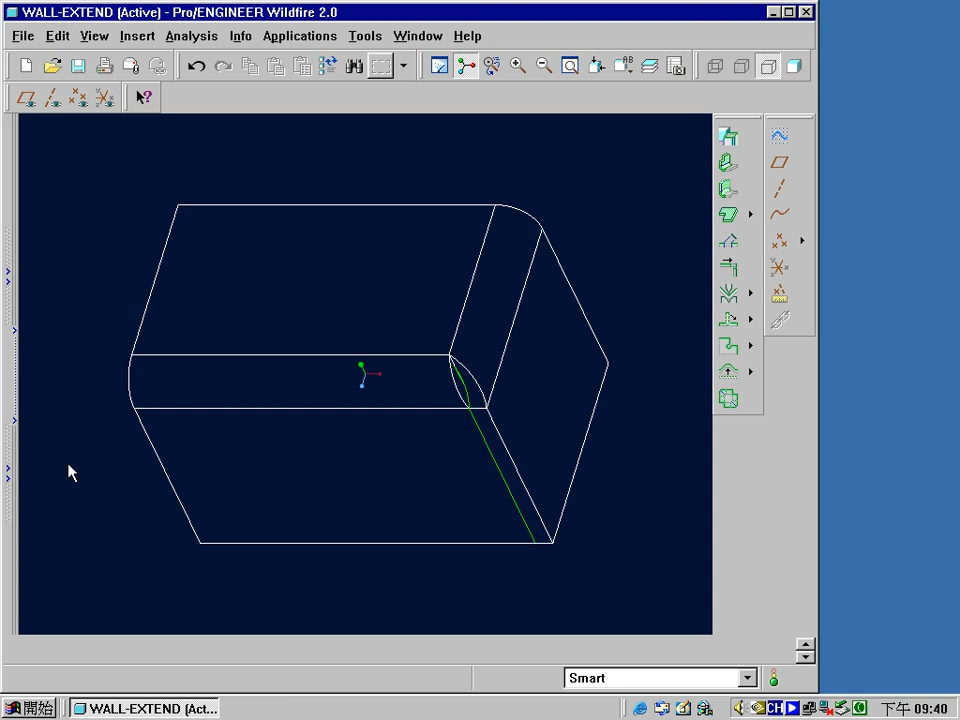 WALL-EXTEND (Active) - Pro/ENGINEER Wildfire 2.0
File Edit View Insert Analysis Info Applications Tools Window Help
Smart
開始 WALL-EXTEND (Act... CH 下午 09:40